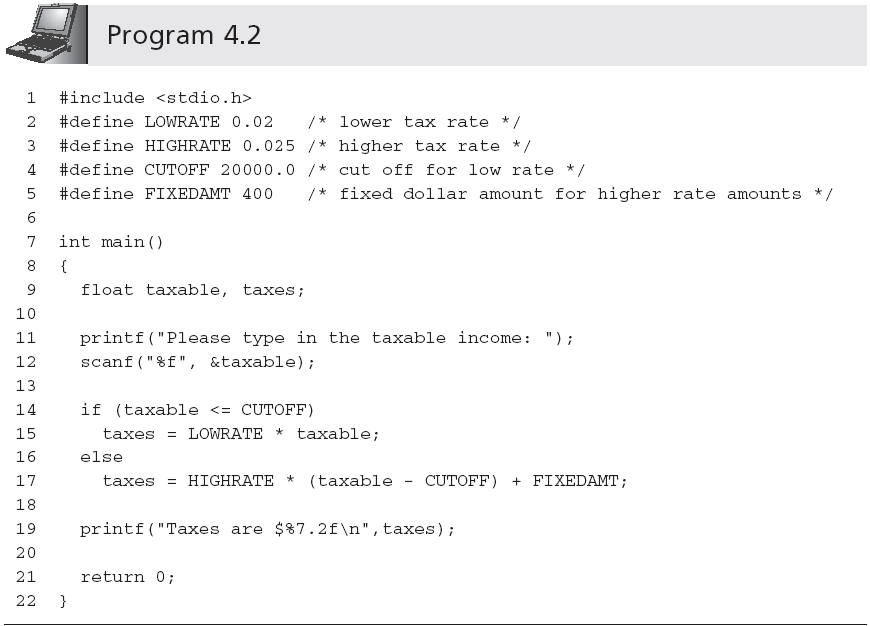 Program 4.2
1 #include <stdio.h>
2 #define LOWRATE 0.02 /* lower tax rate */
3 #define HIGHRATE 0.025 /* higher tax rate */
4 #define CUTOFF 20000.0 /* cut off for low rate */
5 #define FIXEDAMT 400 /* fixed dollar amount for higher rate amounts */
6
7 int main()
8 {
9 float taxable, taxes;
10
11 printf("Please type in the taxable income: ");
12 scanf("%f", &taxable);
13
14 if (taxable <= CUTOFF)
15 taxes = LOWRATE * taxable;
16 else
17 taxes = HIGHRATE * (taxable - CUTOFF) + FIXEDAMT;
18
19 printf("Taxes are $%7.2f\n",taxes);
20
21 return 0;
22 }